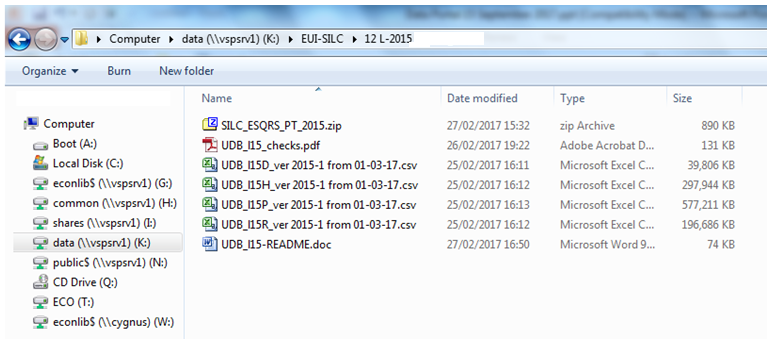 Computer ▸ data (\\vspsrv1) (K:) ▸ EUI-SILC ▸ 12 L-2015
Organize Burn New folder
Name Date modified Type Size
Computer
Boot (A:)
Local Disk (C:)
econlib$ (\\vspsrv1) (G:)
common (\\vspsrv1) (H:)
shares (\\vspsrv1) (I:)
data (\\vspsrv1) (K:)
public$ (\\vspsrv1) (N:)
CD Drive (Q:)
ECO (T:)
econlib$ (\\cygnus) (W:)
SILC_ESQRS_PT_2015.zip 27/02/2017 15:32 zip Archive 890 KB
UDB_l15_checks.pdf 26/02/2017 19:22 Adobe Acrobat D... 131 KB
UDB_l15D_ver 2015-1 from 01-03-17.csv 25/02/2017 16:11 Microsoft Excel C... 39,806 KB
UDB_l15H_ver 2015-1 from 01-03-17.csv 25/02/2017 16:12 Microsoft Excel C... 297,944 KB
UDB_l15P_ver 2015-1 from 01-03-17.csv 25/02/2017 16:13 Microsoft Excel C... 577,211 KB
UDB_l15R_ver 2015-1 from 01-03-17.csv 25/02/2017 16:12 Microsoft Excel C... 196,686 KB
UDB_l15-README.doc 27/02/2017 16:50 Microsoft Word 9... 74 KB